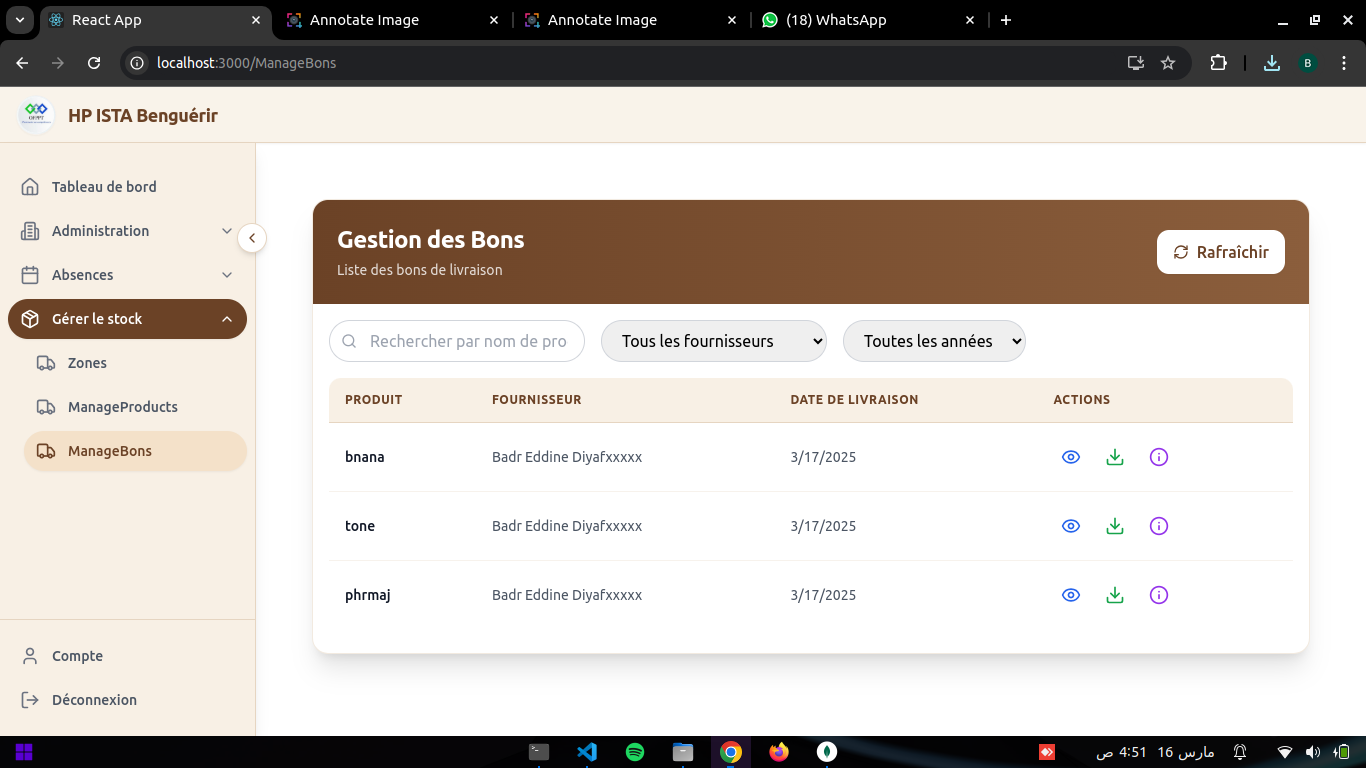 React App
Annotate Image
Annotate Image
(18) WhatsApp
B
localhost:3000/ManageBons
HP ISTA Benguérir
Tableau de bord
Administration
Absences
Gérer le stock
Zones
ManageProducts
ManageBons
Compte
Déconnexion
Gestion des Bons
Liste des bons de livraison
Rafraîchir
Rechercher par nom de pro
Tous les fournisseurs
Toutes les années
PRODUIT FOURNISSEUR DATE DE LIVRAISON ACTIONS
bnana Badr Eddine Diyafxxxxx 3/17/2025
tone Badr Eddine Diyafxxxxx 3/17/2025
phrmaj Badr Eddine Diyafxxxxx 3/17/2025
مارس 16 4:51 ص